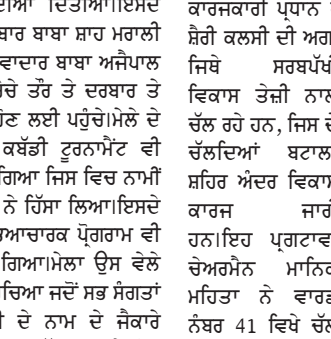 ਦੀਆਂ ਦਿੱਤੀਆਂ।ਇਸਦੇ
ਬਾਰ ਬਾਬਾ ਸ਼ਾਹ ਮਰਾਲੀ
ਵਾਦਾਰ ਬਾਬਾ ਅਜੈਪਾਲ
ਚੇ ਤੌਰ ਤੇ ਦਰਬਾਰ ਤੇ
ਹੋਣ ਲਈ ਪਹੁੰਚੇ।ਮੇਲੇ ਦੇ
ਕਬੱਡੀ ਟੂਰਨਾਮੈਂਟ ਵੀ
ਗਿਆ ਜਿਸ ਵਿਚ ਨਾਮੀਂ
ਨੇ ਹਿੱਸਾ ਲਿਆ।ਇਸਦੇ
ਆਚਾਰਕ ਪ੍ਰੋਗਰਾਮ ਵੀ
ਗਿਆ।ਮੇਲਾ ਉਸ ਵੇਲੇ
ਚਿਆ ਜਦੋਂ ਸਭ ਸੰਗਤਾਂ
ਦੇ ਨਾਮ ਦੇ ਜੈਕਾਰੇ
ਕਾਰਜਕਾਰੀ ਪ੍ਰਧਾਨ
ਸ਼ੈਰੀ ਕਲਸੀ ਦੀ ਅਗ
ਜਿਥੇ ਸਰਬਪੱਖੀ
ਵਿਕਾਸ ਤੇਜ਼ੀ ਨਾਲ
ਚੱਲ ਰਹੇ ਹਨ, ਜਿਸ ਦੇ
ਚੱਲਦਿਆਂ ਬਟਾਲਾ
ਸ਼ਹਿਰ ਅੰਦਰ ਵਿਕਾਸ
ਕਾਰਜ ਜਾਰੀ
ਹਨ।ਇਹ ਪ੍ਰਗਟਾਵਾ
ਚੇਅਰਮੈਨ ਮਾਨਿਕ
ਮਹਿਤਾ ਨੇ ਵਾਰਡ
ਨੰਬਰ 41 ਵਿਖੇ ਚੱਲ